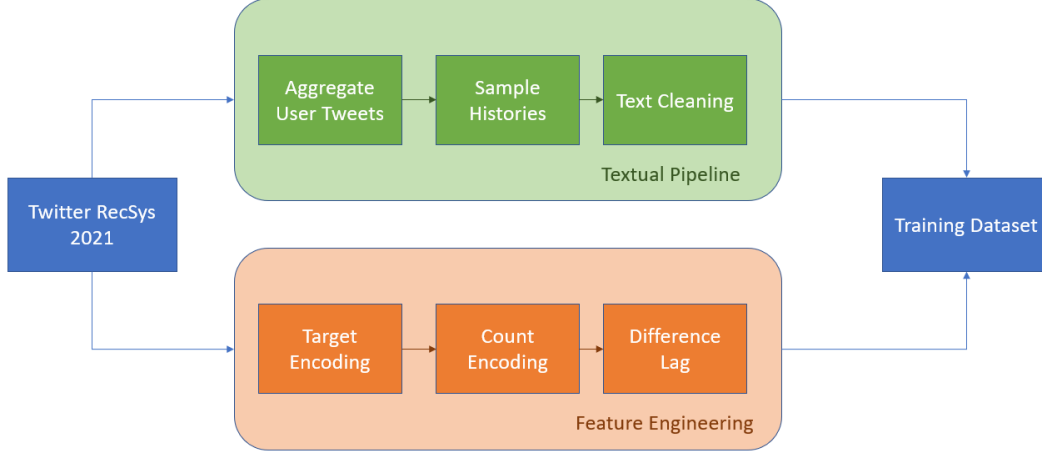 Twitter RecSys
2021
Aggregate
User Tweets
Sample
Histories
Text Cleaning
Textual Pipeline
Target
Encoding
Count
Encoding
Difference
Lag
Feature Engineering
Training Dataset